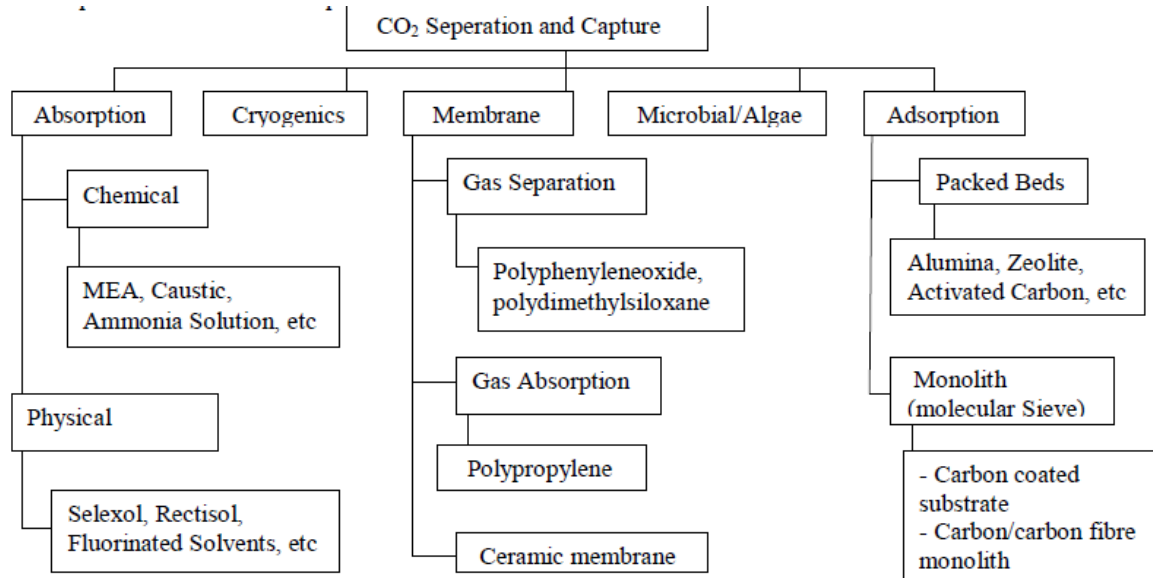 CO₂ Seperation and Capture
Absorption
Cryogenics
Membrane
Microbial/Algae
Adsorption
Chemical
MEA, Caustic,
Ammonia Solution, etc
Physical
Selexol, Rectisol,
Fluorinated Solvents, etc
Gas Separation
Polyphenyleneoxide,
polydimethylsiloxane
Gas Absorption
Polypropylene
Ceramic membrane
Packed Beds
Alumina, Zeolite,
Activated Carbon, etc
Monolith
(molecular Sieve)
- Carbon coated
substrate
- Carbon/carbon fibre
monolith